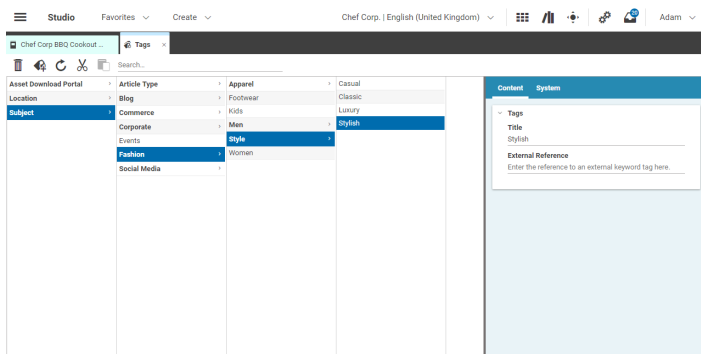 Studio Favorites Create Chef Corp. | English (United Kingdom) 20 Adam
Chef Corp BBQ Cookout ... Tags ×
Search...
Asset Download Portal
Location
Subject
Article Type
Blog
Commerce
Corporate
Events
Fashion
Social Media
Apparel
Footwear
Kids
Men
Style
Women
Casual
Classic
Luxury
Stylish
Content System
Tags
Title
Stylish
External Reference
Enter the reference to an external keyword tag here.